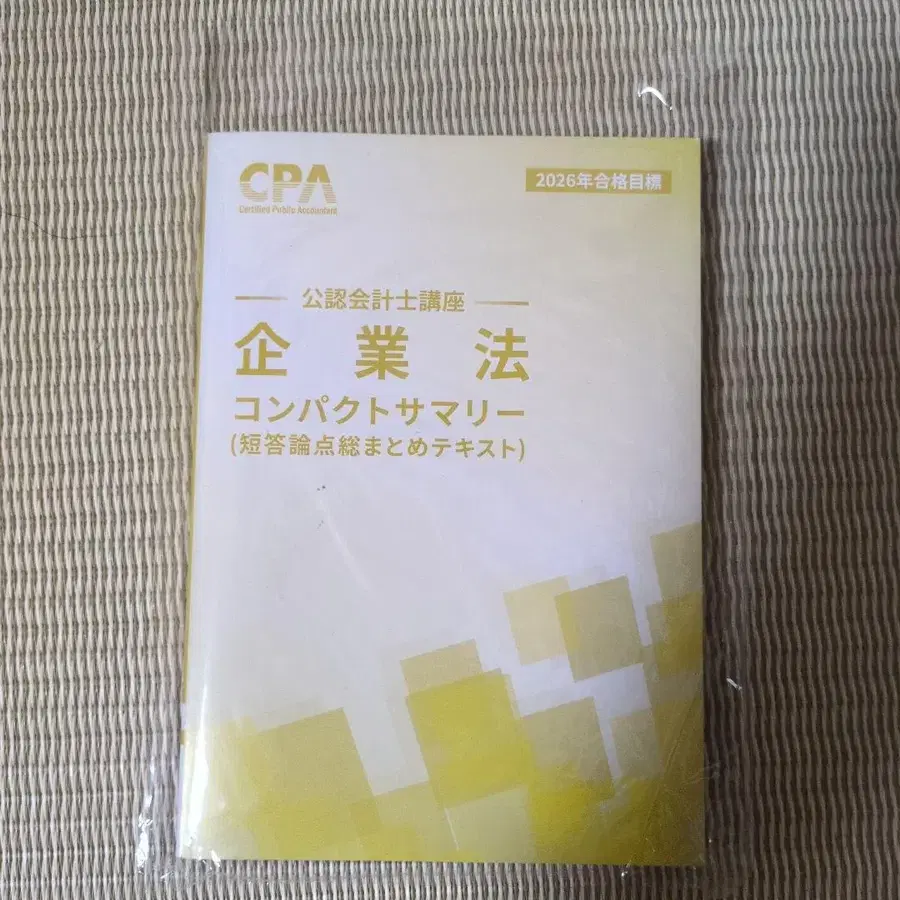 CPA
Certified Public Accountant
2026年合格目標
公認会計士講座
企業法
コンパクトサマリー
(短答論点総まとめテキスト)